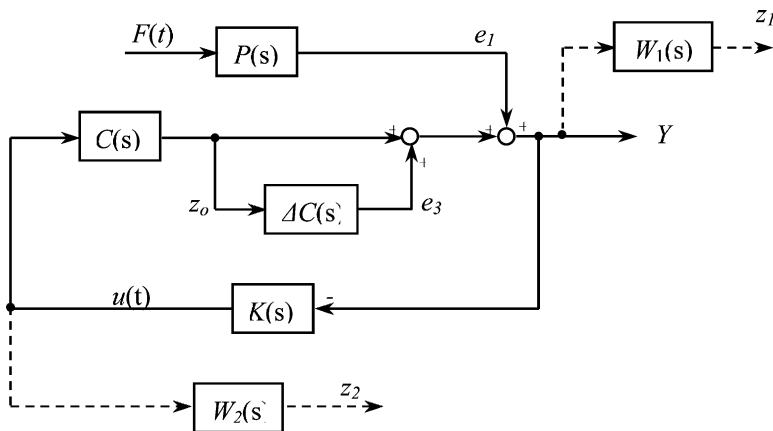 F(t)
P(s)
e1
W1(s)
z1
+
C(s)
+
+
+
+
Y
zo
ΔC(s)
e3
u(t)
K(s)
-
W2(s)
z2